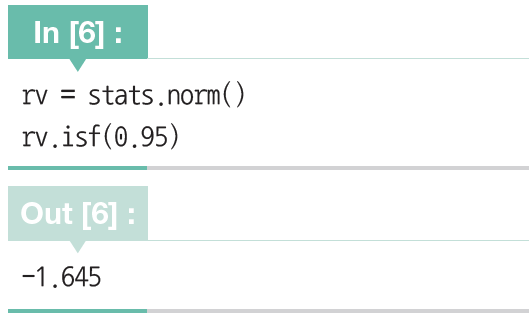 In [6] :
rv = stats.norm()
rv.isf(0.95)
Out [6] :
-1.645